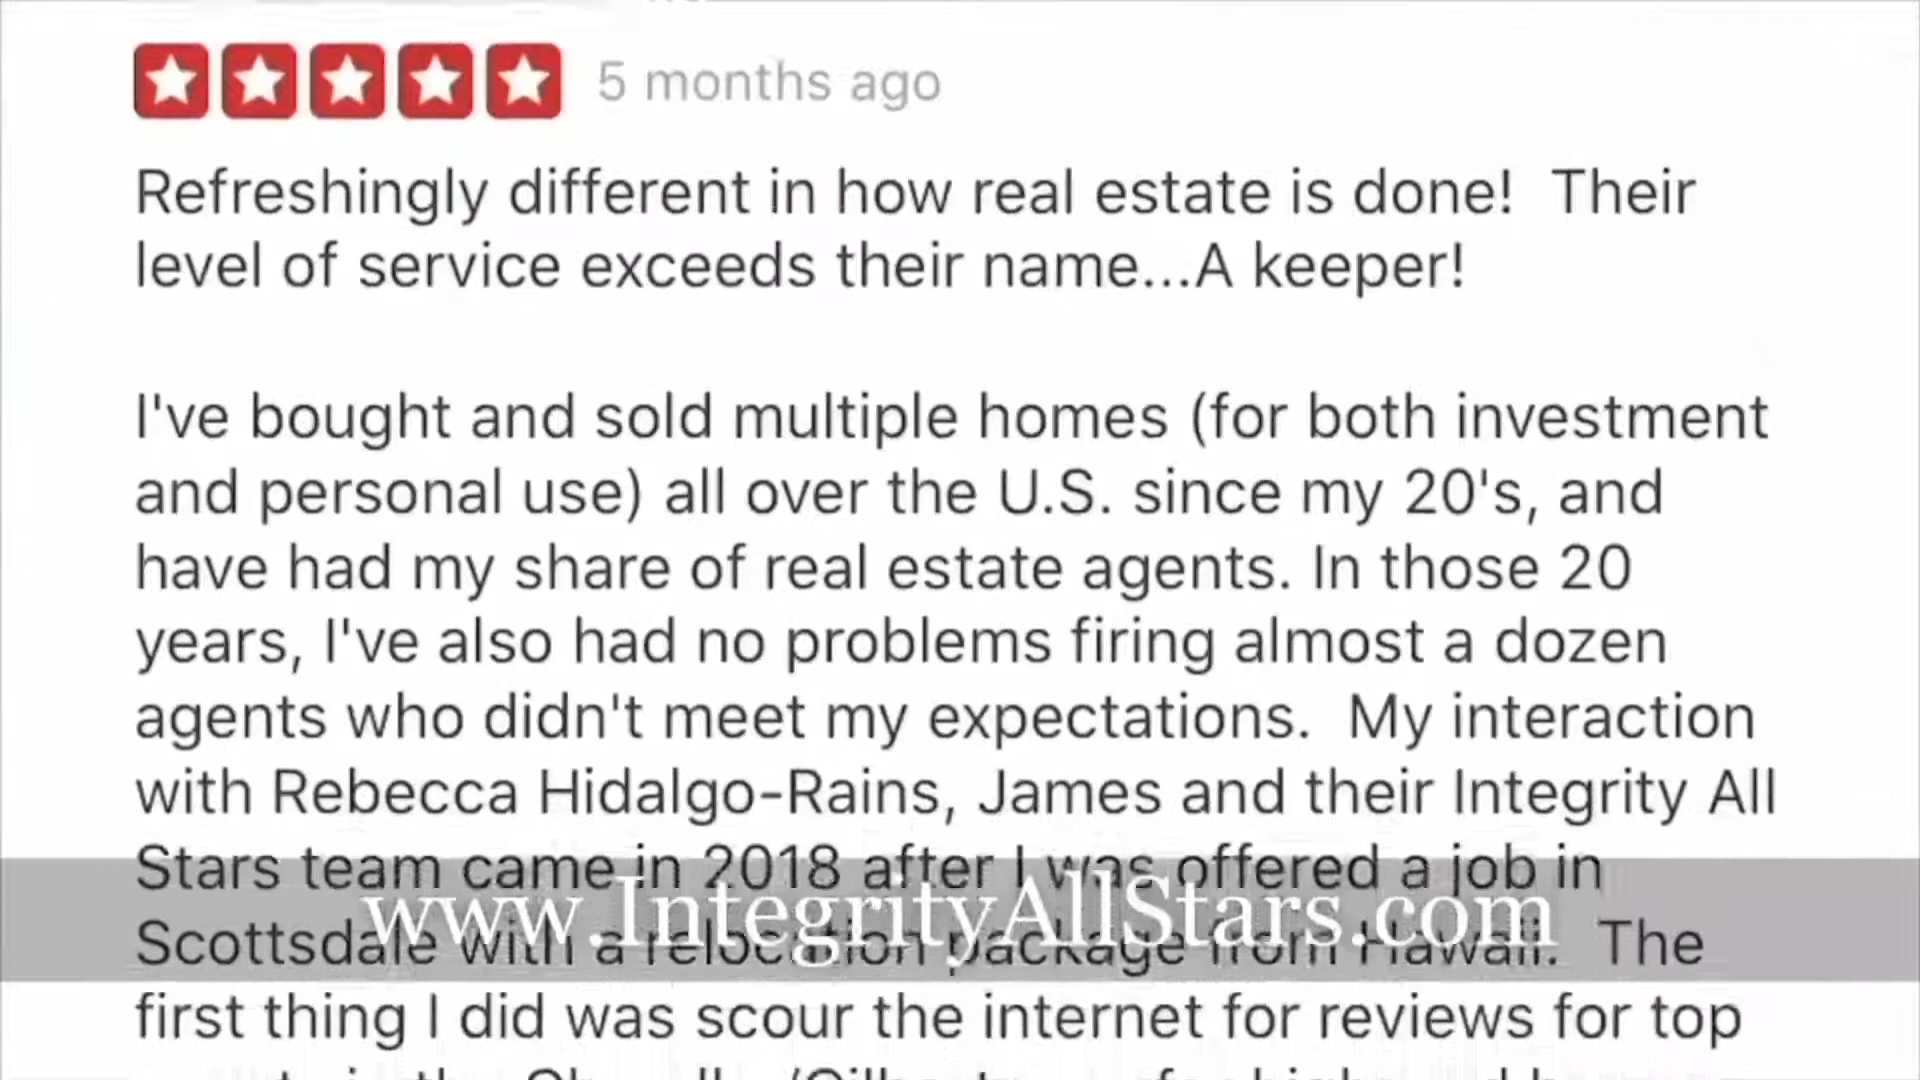 5 months ago
Refreshingly different in how real estate is done!  Their
level of service exceeds their name...A keeper!
I've bought and sold multiple homes (for both investment
and personal use) all over the U.S. since my 20's, and
have had my share of real estate agents. In those 20
years, I've also had no problems firing almost a dozen
agents who didn't meet my expectations.  My interaction
with Rebecca Hidalgo-Rains, James and their Integrity All
Stars team came in 2018 after I was offered a job in
www.IntegrityAllStars.com
Scottsdale with a relocation package from Hawaii.  The
first thing I did was scour the internet for reviews for top